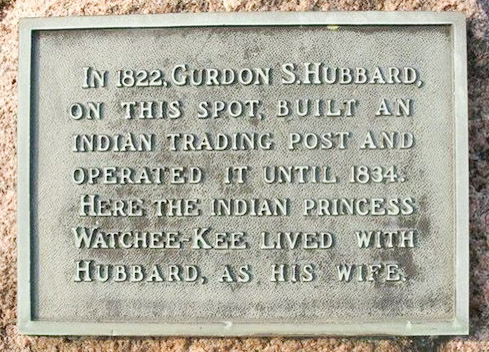 In 1822, Gurdon S. Hubbard,
on this spot, built an
Indian trading post and
operated it until 1834.
Here the Indian princess
Watchee-Kee lived with
Hubbard, as his wife.